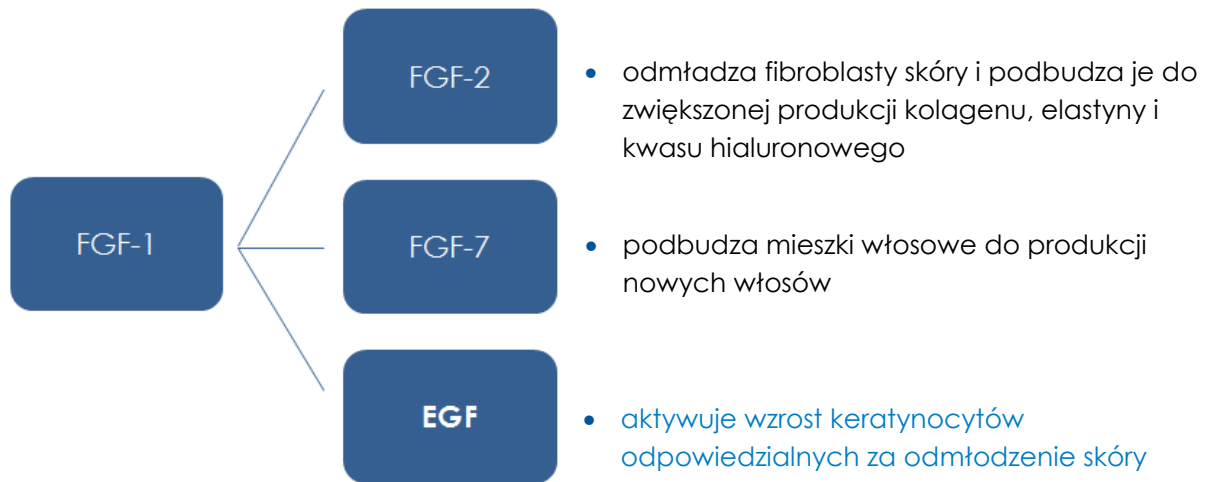 FGF-1
FGF-2
• odmładza fibroblasty skóry i podbudza je do
zwiększonej produkcji kolagenu, elastyny i
kwasu hialuronowego
FGF-7
• podbudza mieszki włosowe do produkcji
nowych włosów
EGF
• aktywuje wzrost keratynocytów
odpowiedzialnych za odmłodzenie skóry